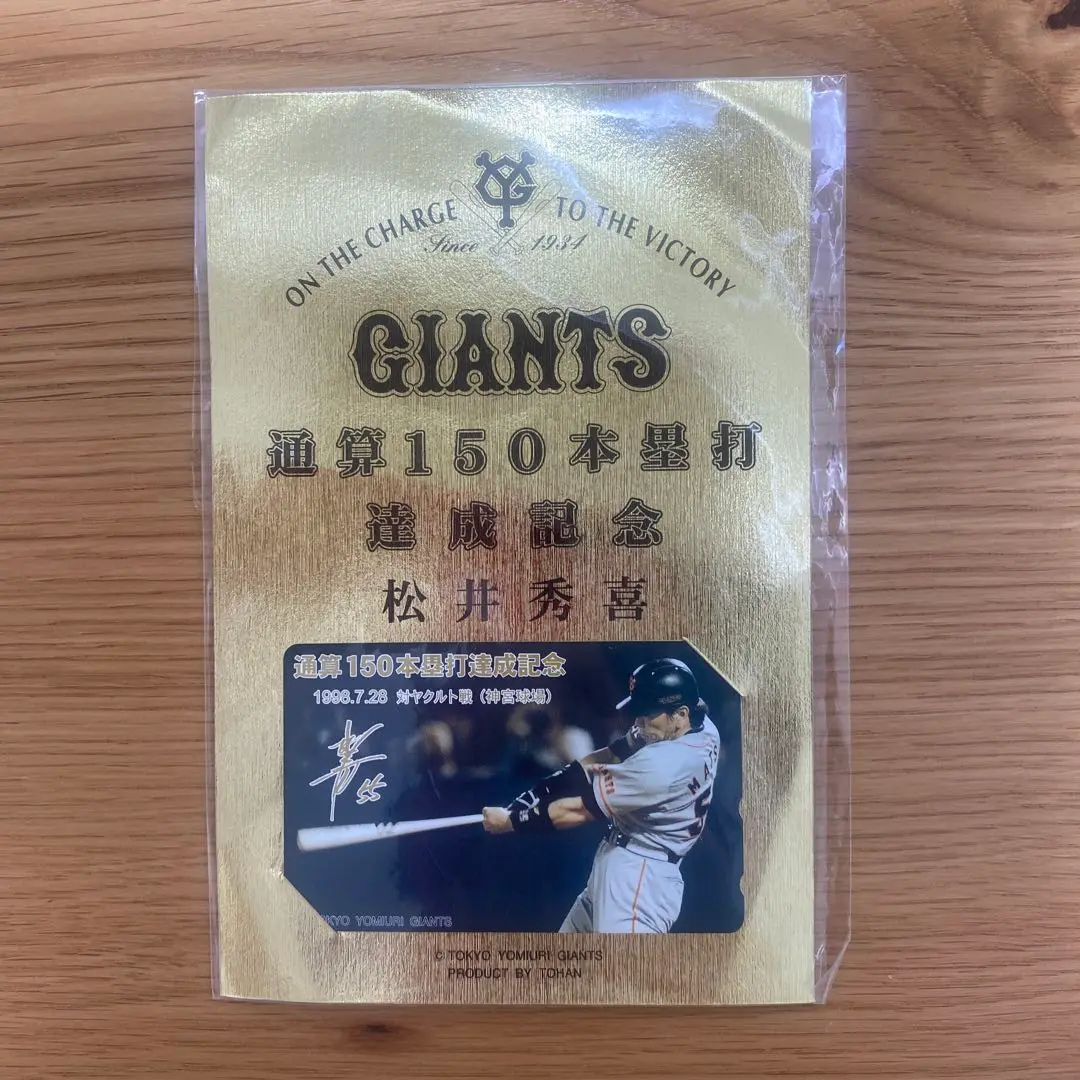 YG
ON THE CHARGE TO THE VICTORY
Since 1934
GIANTS
通算150本塁打
達成記念
松井秀喜
通算150本塁打達成記念
1998.7.28 対ヤクルト戦（神宮球場）
55
YOMIURI GIANTS
© TOKYO YOMIURI GIANTS
PRODUCT BY TOHAN